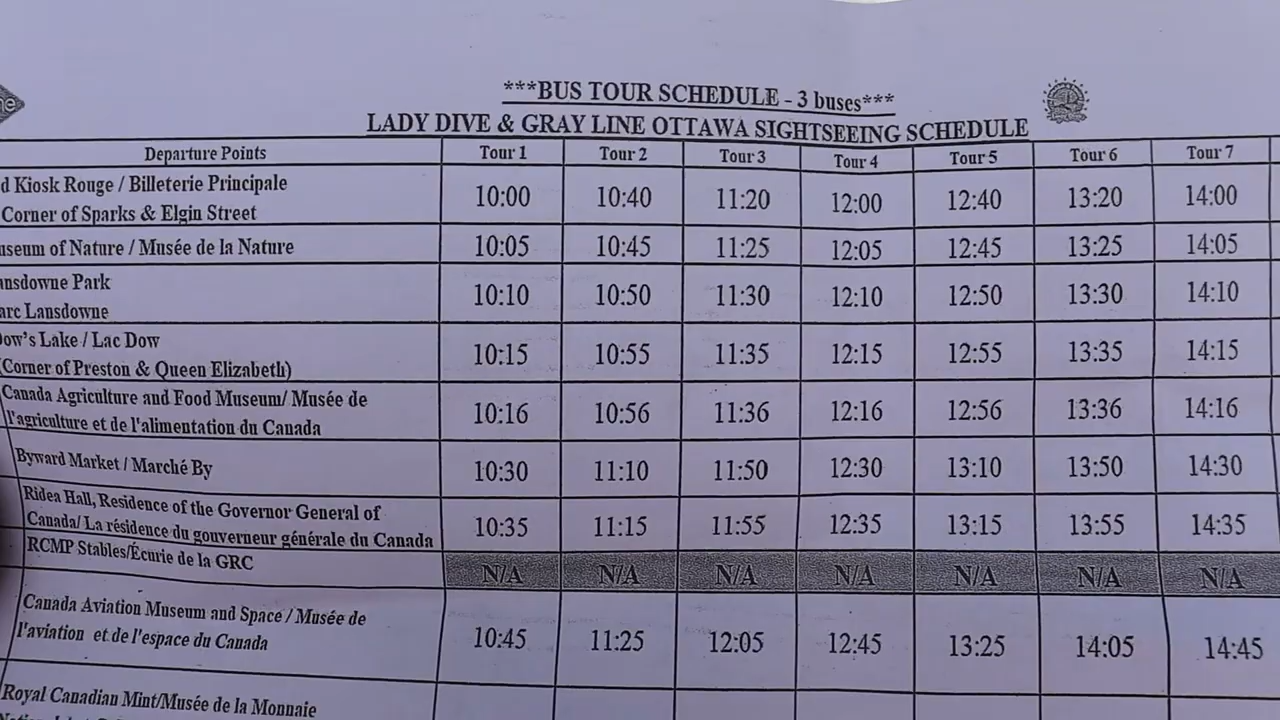 ***BUS TOUR SCHEDULE - 3 buses***
LADY DIVE & GRAY LINE OTTAWA SIGHTSEEING SCHEDULE
Departure Points Tour 1 Tour 2 Tour 3 Tour 4 Tour 5 Tour 6 Tour 7
d Kiosk Rouge / Billeterie Principale
Corner of Sparks & Elgin Street
10:00 10:40 11:20 12:00 12:40 13:20 14:00
useum of Nature / Musée de la Nature 10:05 10:45 11:25 12:05 12:45 13:25 14:05
ansdowne Park
arc Lansdowne
10:10 10:50 11:30 12:10 12:50 13:30 14:10
ow's Lake / Lac Dow
(Corner of Preston & Queen Elizabeth)
10:15 10:55 11:35 12:15 12:55 13:35 14:15
Canada Agriculture and Food Museum/ Musée de
l'agriculture et de l'alimentation du Canada
10:16 10:56 11:36 12:16 12:56 13:36 14:16
Byward Market / Marché By 10:30 11:10 11:50 12:30 13:10 13:50 14:30
Ridea Hall, Residence of the Governor General of
Canada/ La résidence du gouverneur générale du Canada
10:35 11:15 11:55 12:35 13:15 13:55 14:35
RCMP Stables/Écurie de la GRC N/A N/A N/A N/A N/A N/A N/A
Canada Aviation Museum and Space / Musée de
l'aviation et de l'espace du Canada
10:45 11:25 12:05 12:45 13:25 14:05 14:45
Royal Canadian Mint/Musée de la Monnaie